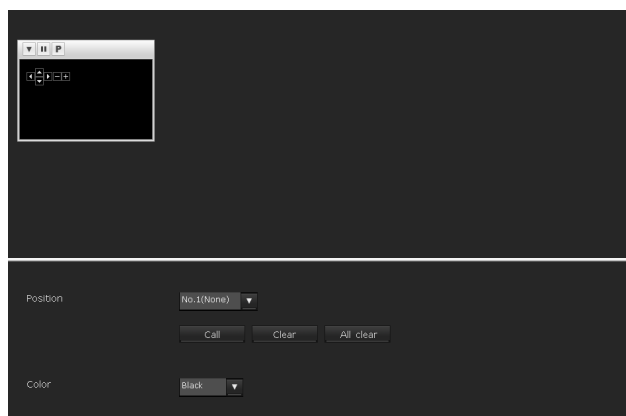 P
Position
No.1(None)
Call Clear All clear
Color
Black